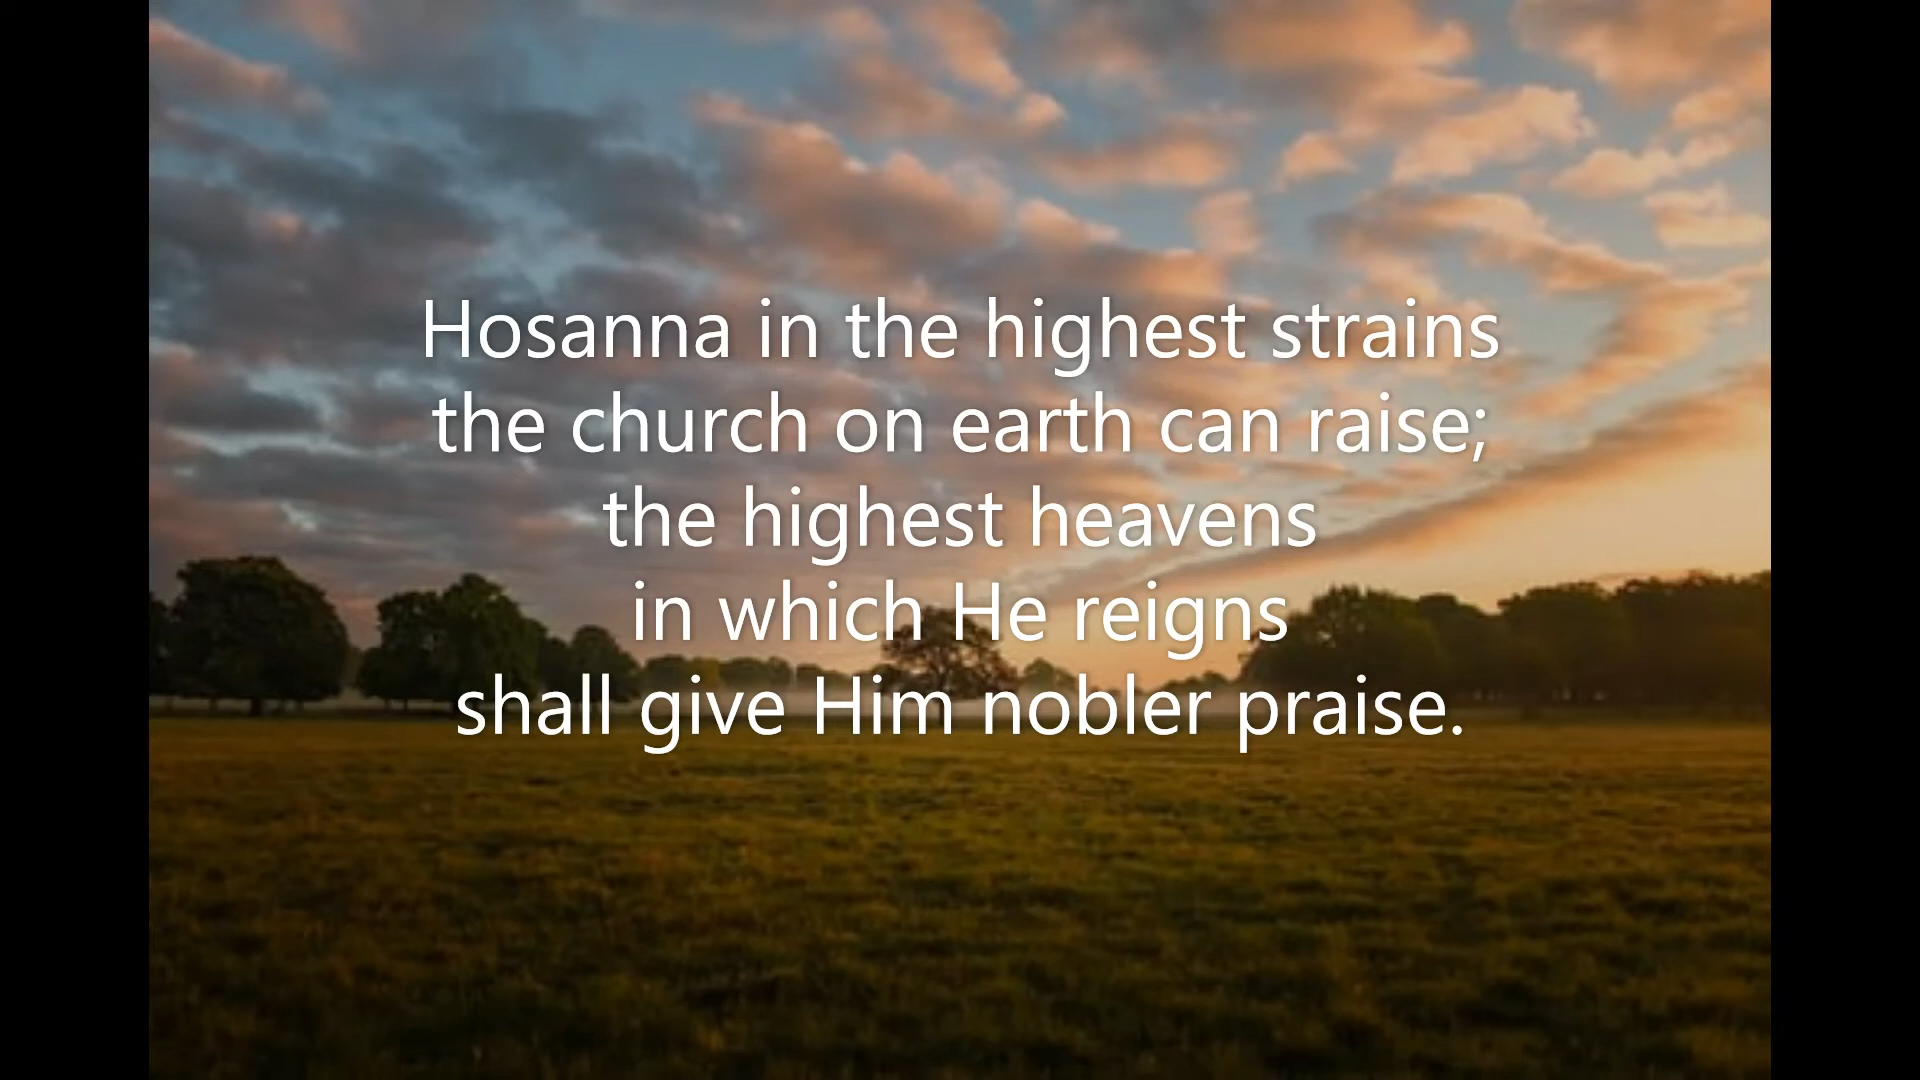 Hosanna in the highest strains
the church on earth can raise;
the highest heavens
in which He reigns
shall give Him nobler praise.